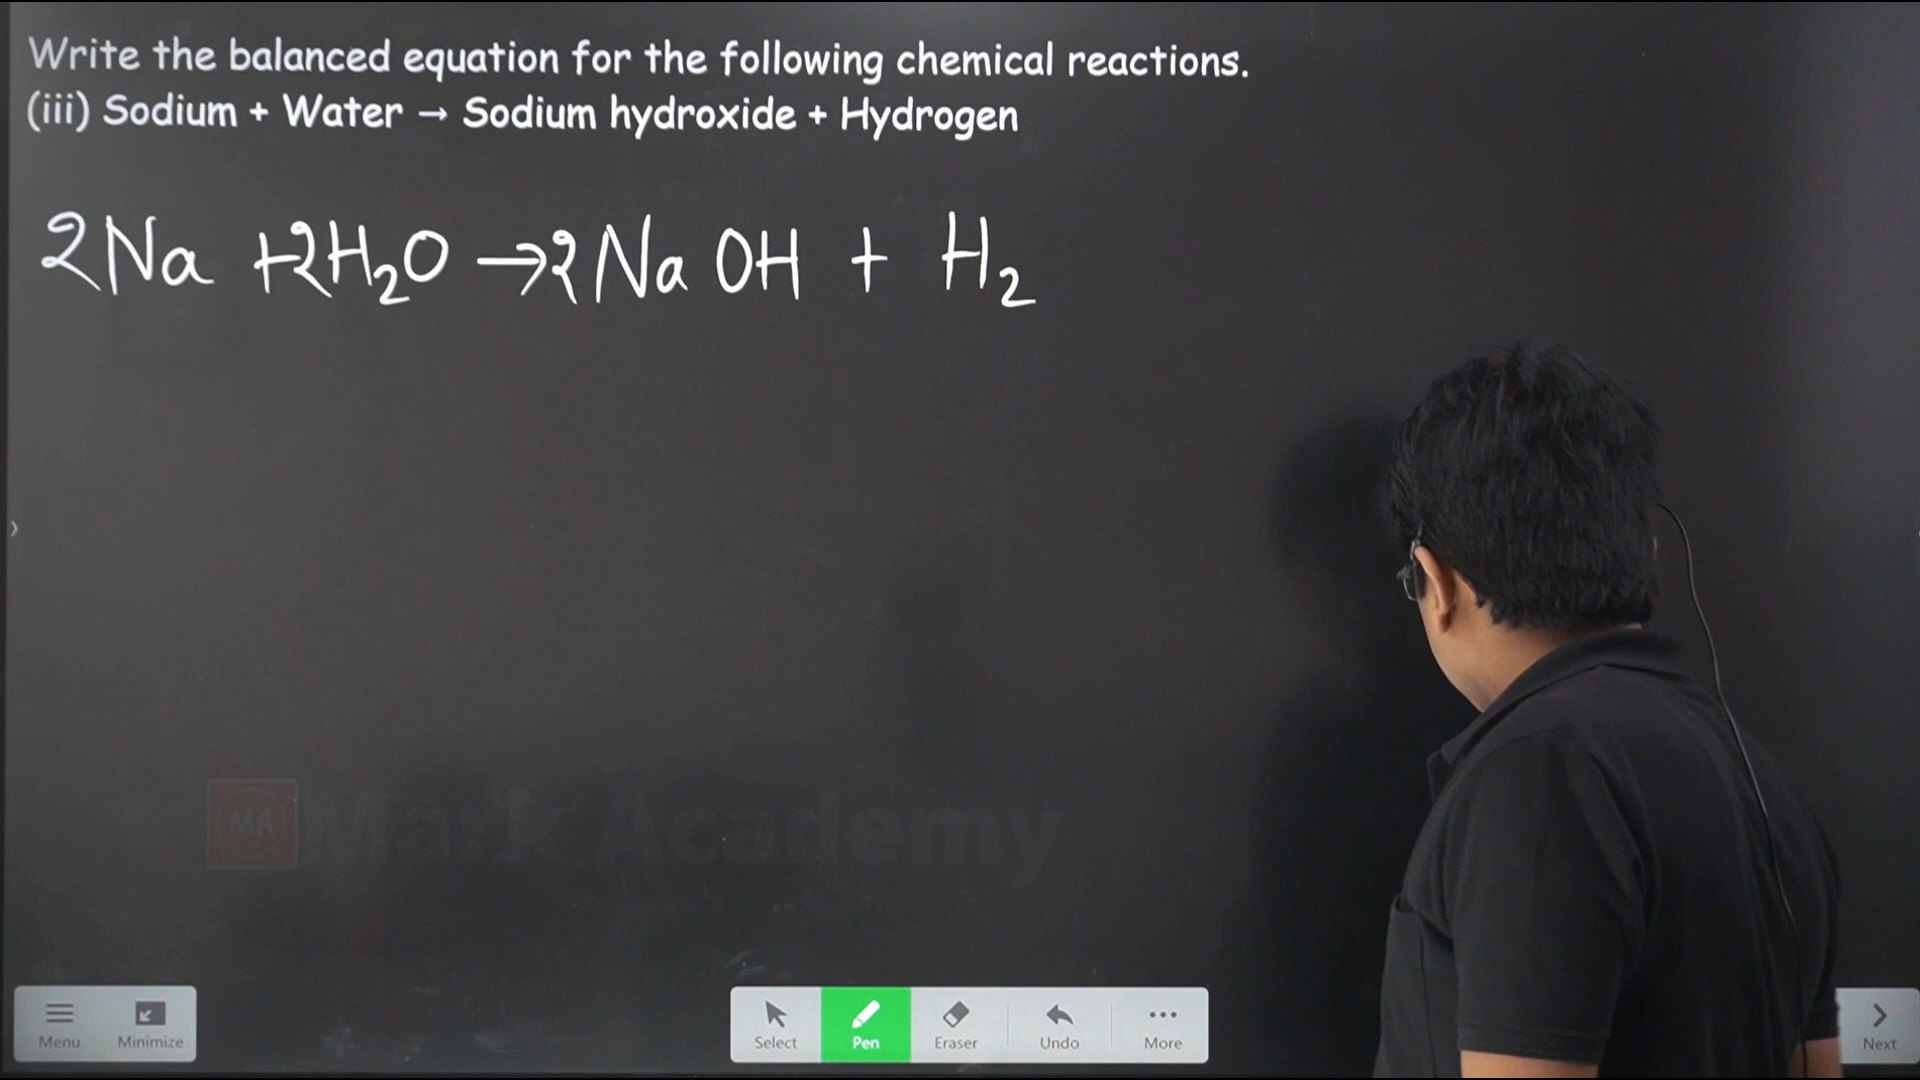 Write the balanced equation for the following chemical reactions.
(iii) Sodium + Water → Sodium hydroxide + Hydrogen
2Na +2H₂O →2NaOH + H₂
MA Mark Academy
Menu Minimize Select Pen Eraser Undo More Next